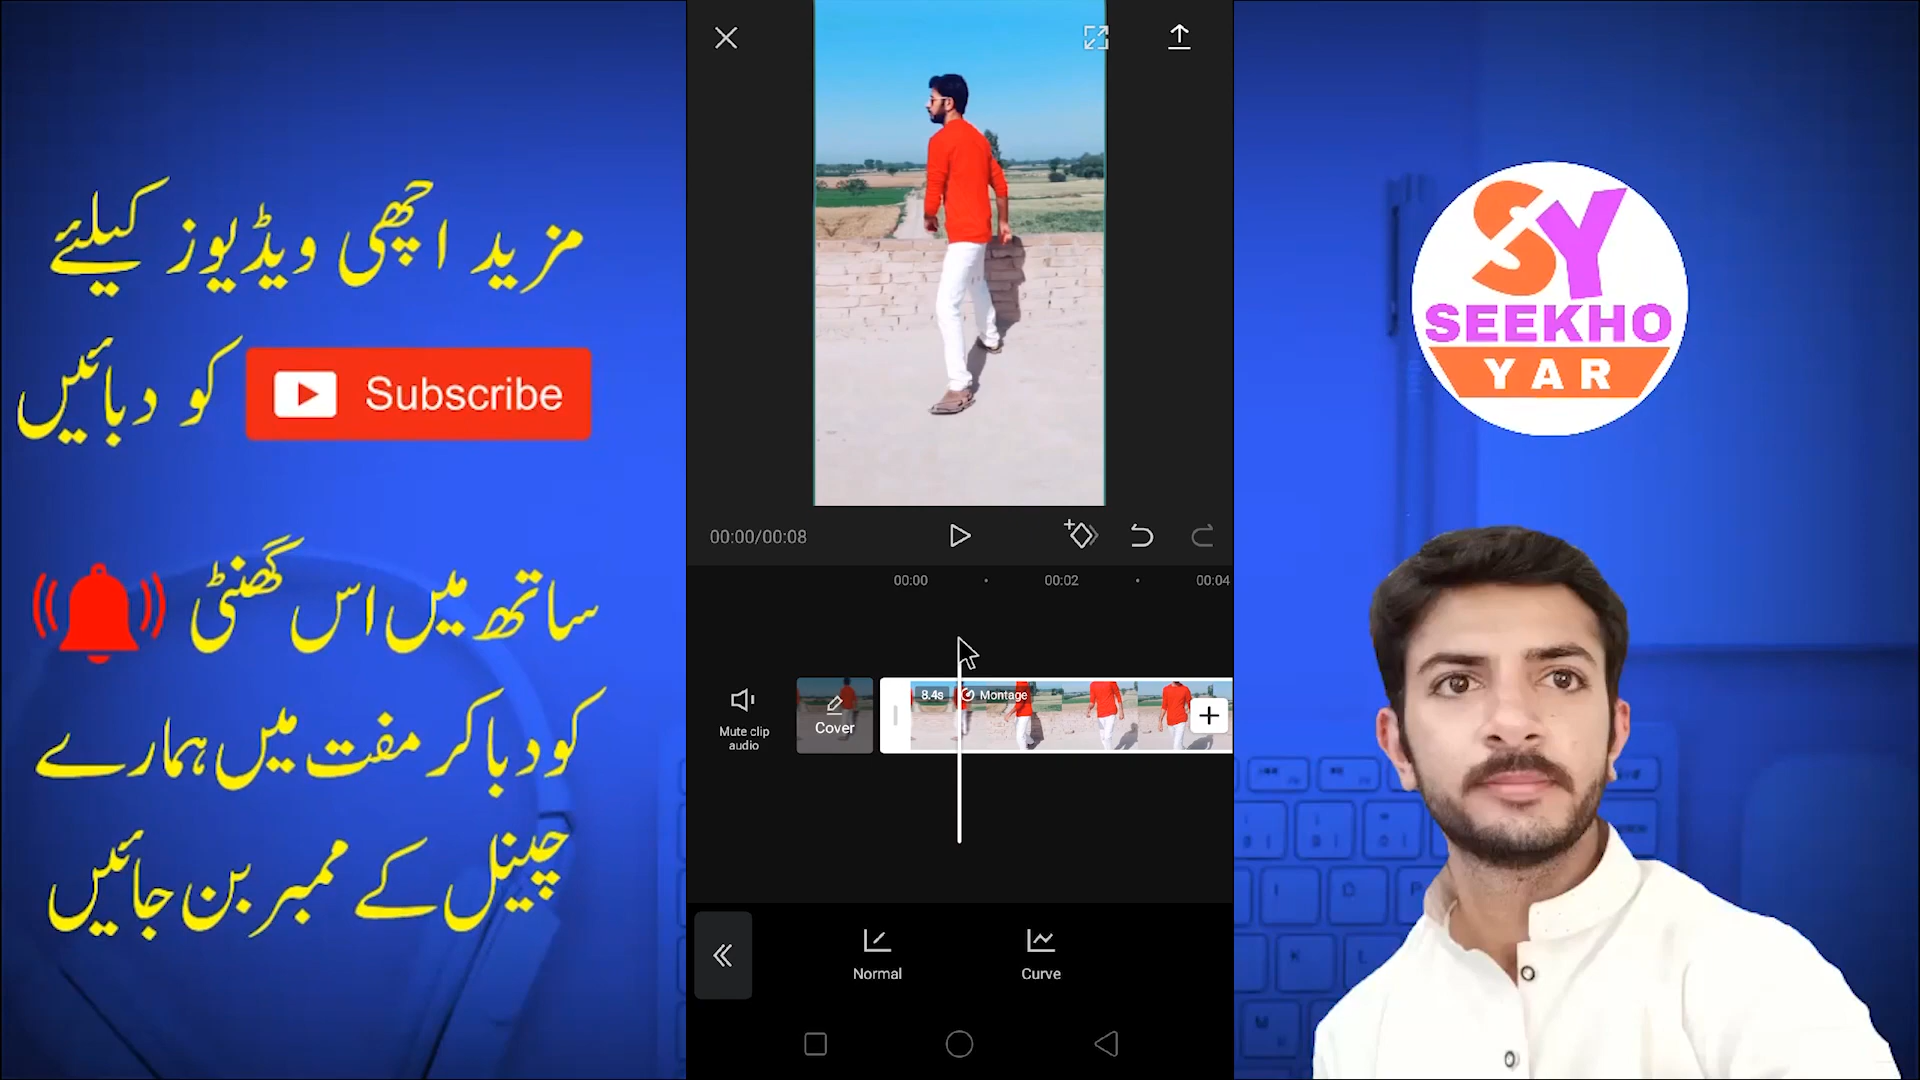 مزید اچھی ویڈیوز کیلئے
Subscribe کو دبائیں
ساتھ میں اس گھنٹی
کودبا کر مفت میں ہمارے
چینل کے ممبر بن جائیں
00:00/00:08
00:00
00:02
00:04
Mute clip
audio
Cover
8.4s
Montage
Normal
Curve
SY
SEEKHO
YAR